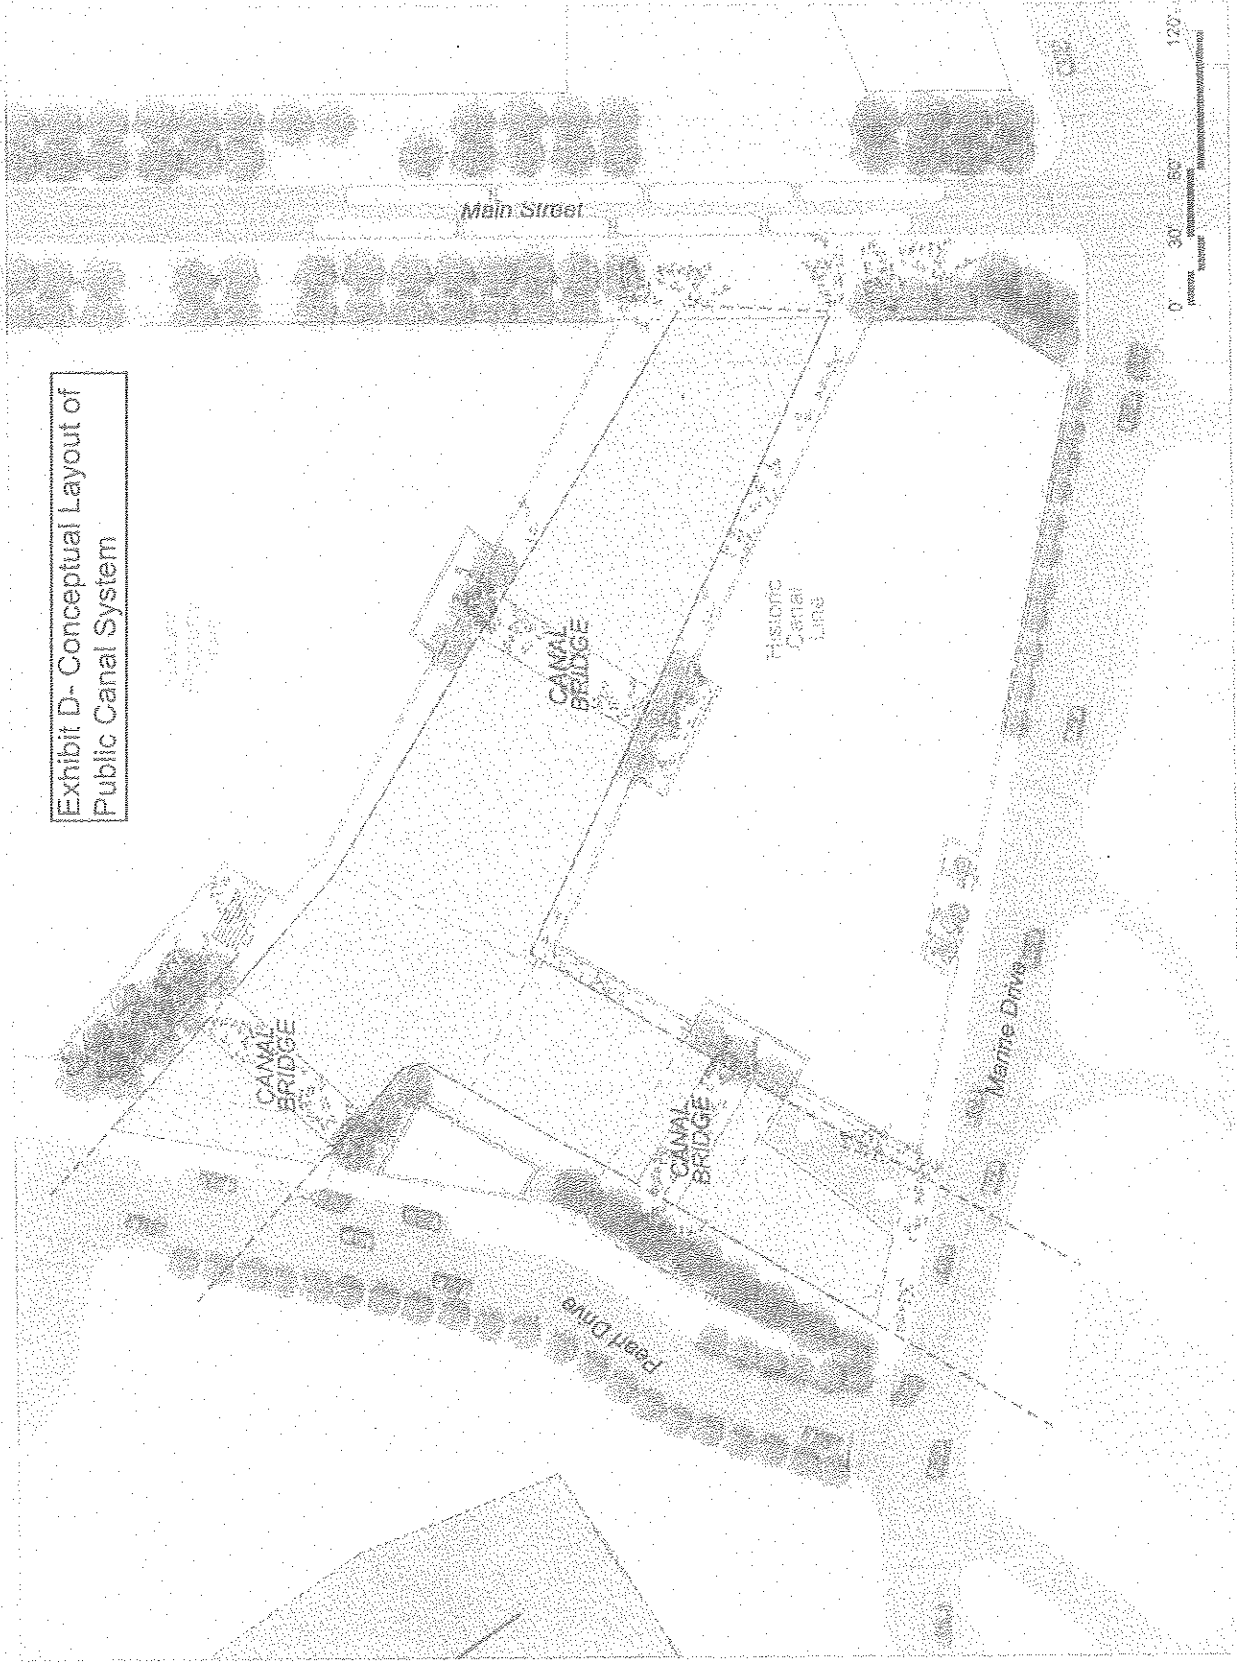 Exhibit D- Conceptual Layout of
Public Canal System
Main Street
CANAL
BRIDGE
Historic
Canal
Line
CANAL
BRIDGE
CANAL
BRIDGE
Marine Drive
Pearl Drive
0 30 60 120